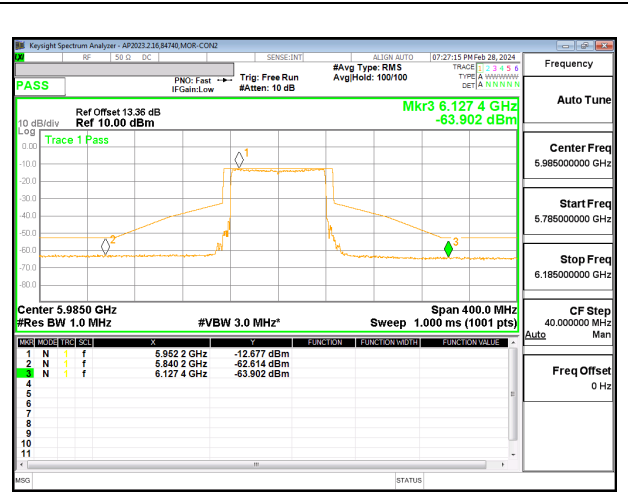 Keysight Spectrum Analyzer - AP2023.2.16,84740,MOR-CON2
RF 50 Ω DC SENSE:INT ALIGN AUTO 07:27:15 PM Feb 28, 2024
PASS
PNO: Fast
IFGain:Low
Trig: Free Run
#Atten: 10 dB
#Avg Type: RMS
Avg|Hold: 100/100
TRACE 1 2 3 4 5 6
TYPE A WWWWW
DET A N N N N N
Frequency
Ref Offset 13.36 dB
10 dB/div Ref 10.00 dBm
Mkr3 6.127 4 GHz
-63.902 dBm
Log
Trace 1 Pass
0.00
-10.0
-20.0
-30.0
-40.0
-50.0
-60.0
-70.0
-80.0
1
2
3
Center 5.9850 GHz Span 400.0 MHz
#Res BW 1.0 MHz #VBW 3.0 MHz* Sweep 1.000 ms (1001 pts)
MKR MODE TRC SCL X Y FUNCTION FUNCTION WIDTH FUNCTION VALUE
1 N 1 f 5.952 2 GHz -12.677 dBm
2 N 1 f 5.840 2 GHz -62.614 dBm
3 N 1 f 6.127 4 GHz -63.902 dBm
4
5
6
7
8
9
10
11
Auto Tune
Center Freq
5.985000000 GHz
Start Freq
5.785000000 GHz
Stop Freq
6.185000000 GHz
CF Step
40.000000 MHz
Auto Man
Freq Offset
0 Hz
MSG STATUS